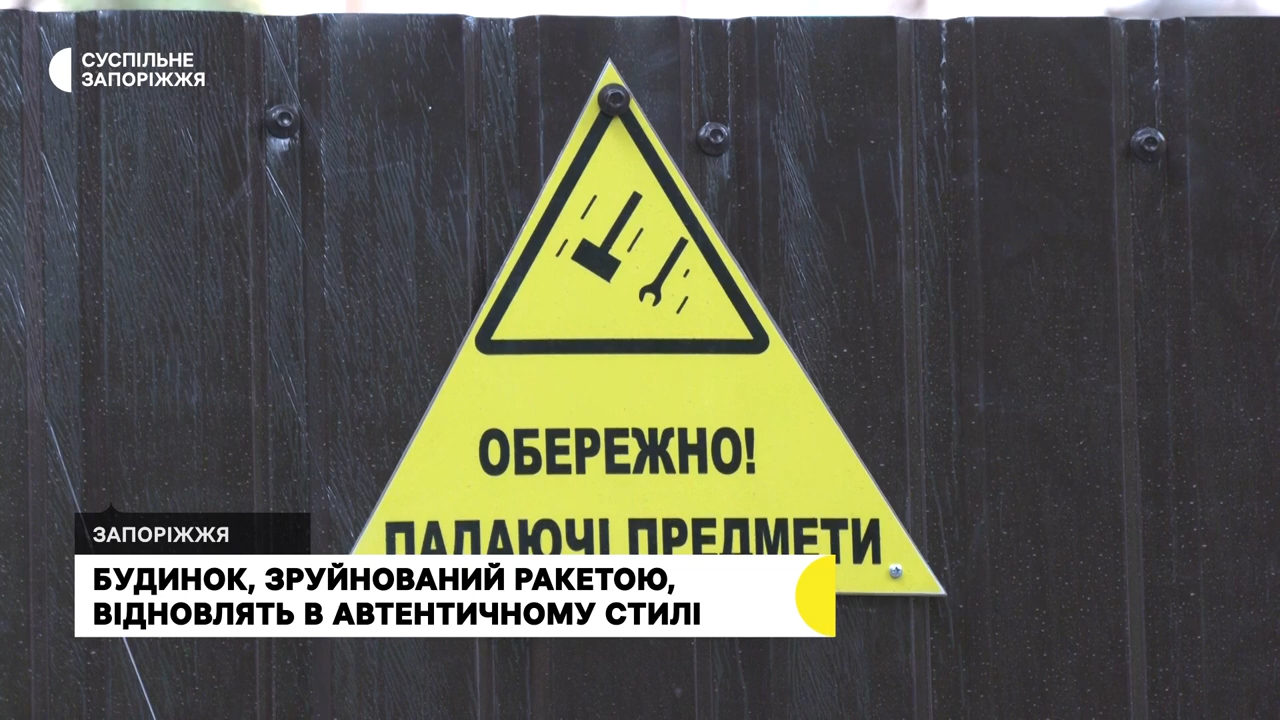 СУСПІЛЬНЕ
ЗАПОРІЖЖЯ
ОБЕРЕЖНО!
ПАДАЮЧІ ПРЕДМЕТИ
ЗАПОРІЖЖЯ
БУДИНОК, ЗРУЙНОВАНИЙ РАКЕТОЮ,
ВІДНОВЛЯТЬ В АВТЕНТИЧНОМУ СТИЛІ